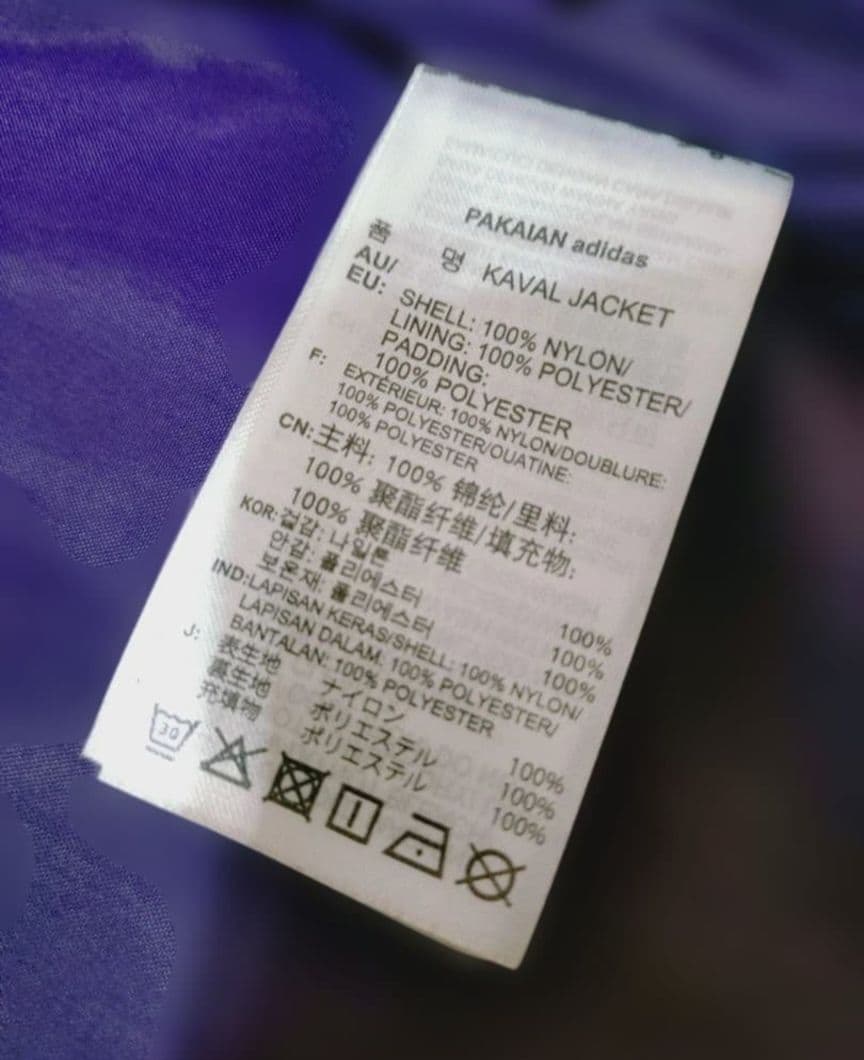 PAKAIAN adidas
품 명 KAVAL JACKET
AU/
EU: SHELL: 100% NYLON/
LINING: 100% POLYESTER/
PADDING:
100% POLYESTER
F: EXTÉRIEUR: 100% NYLON/DOUBLURE:
100% POLYESTER/OUATINE:
100% POLYESTER
CN:主料: 100% 锦纶/里料:
100% 聚酯纤维/填充物:
100% 聚酯纤维
KOR:겉감: 나일론 100%
안감: 폴리에스터 100%
보온재: 폴리에스터 100%
IND:LAPISAN KERAS/SHELL: 100% NYLON/
LAPISAN DALAM: 100% POLYESTER/
BANTALAN: 100% POLYESTER
J: 表生地 ナイロン 100%
裏生地 ポリエステル 100%
充填物 ポリエステル 100%
30